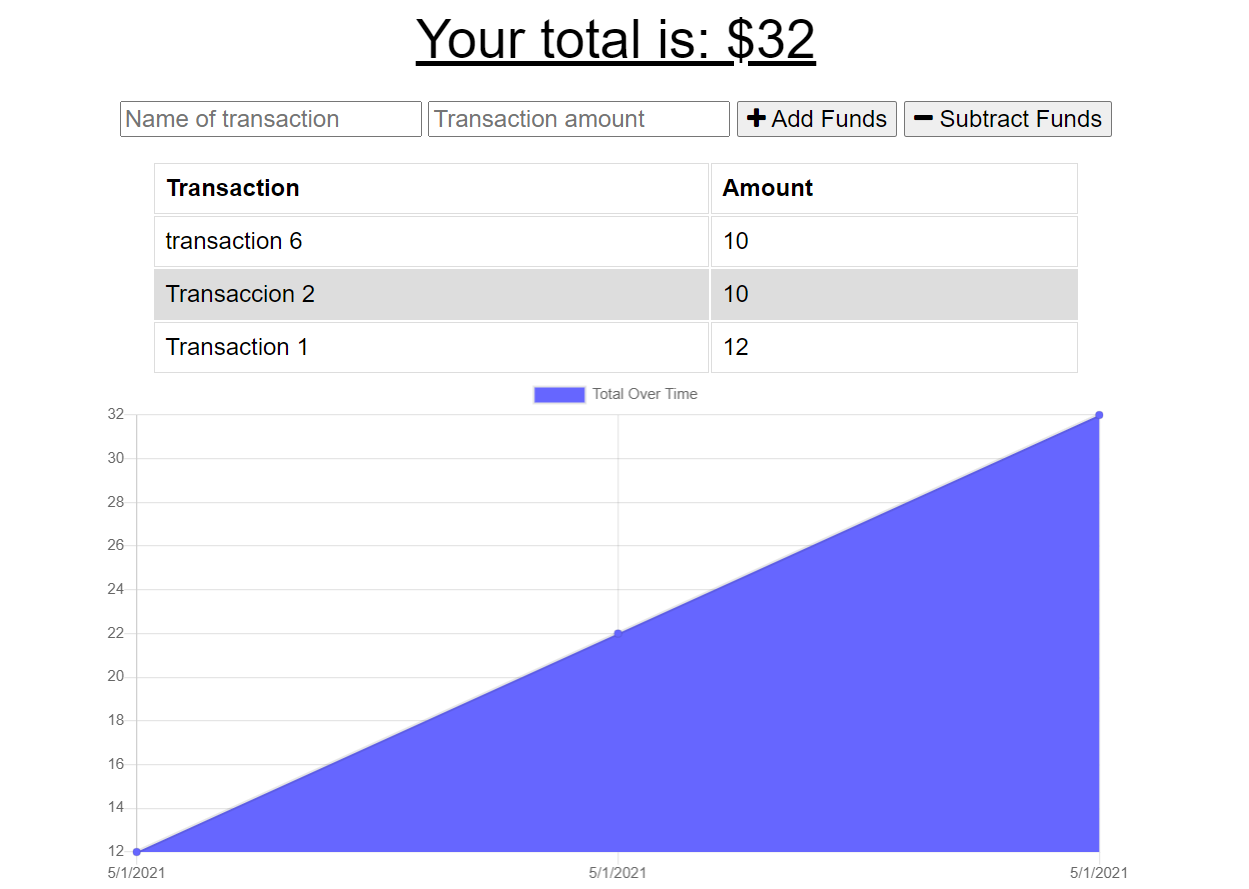 Your total is: $32
Name of transaction Transaction amount Add Funds Subtract Funds
Transaction Amount
transaction 6 10
Transaccion 2 10
Transaction 1 12
Total Over Time
32
30
28
26
24
22
20
18
16
14
12
5/1/2021 5/1/2021 5/1/2021